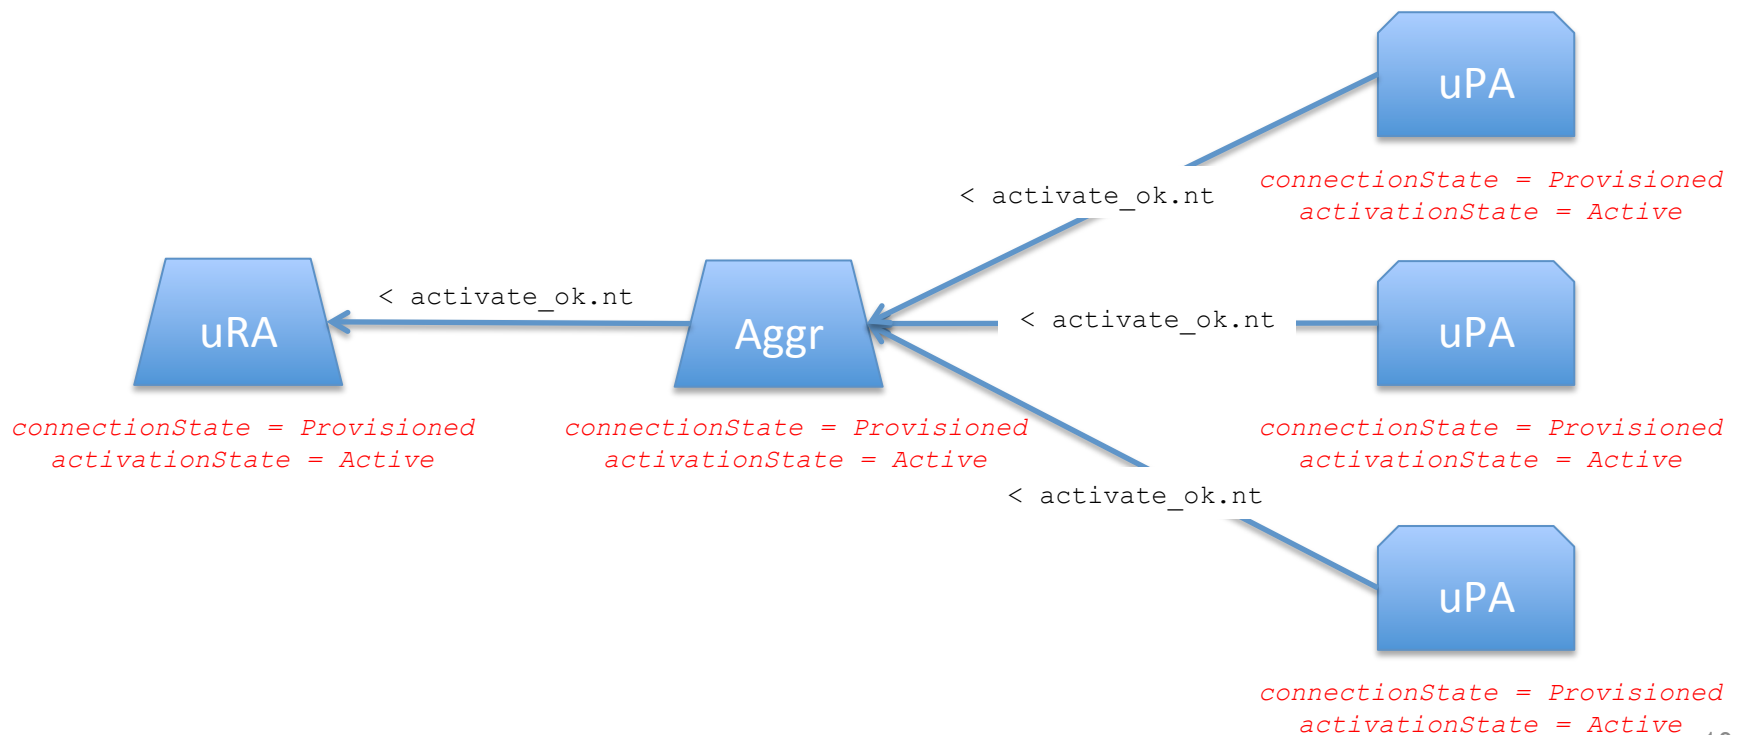 uPA
connectionState = Provisioned
activationState = Active
< activate_ok.nt
uRA
< activate_ok.nt
Aggr
< activate_ok.nt
uPA
connectionState = Provisioned
activationState = Active
connectionState = Provisioned
activationState = Active
connectionState = Provisioned
activationState = Active
< activate_ok.nt
uPA
connectionState = Provisioned
activationState = Active